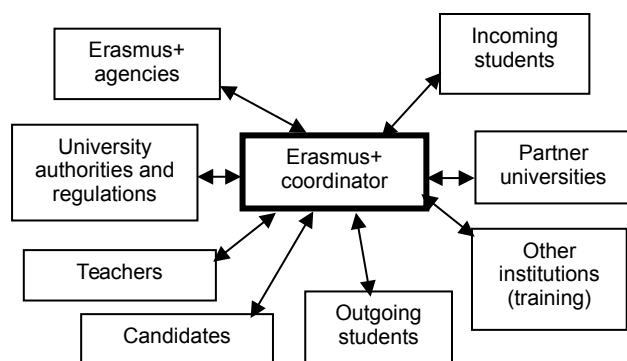 Erasmus+
agencies
Incoming
students
University
authorities and
regulations
Erasmus+
coordinator
Partner
universities
Teachers
Other
institutions
(training)
Candidates
Outgoing
students